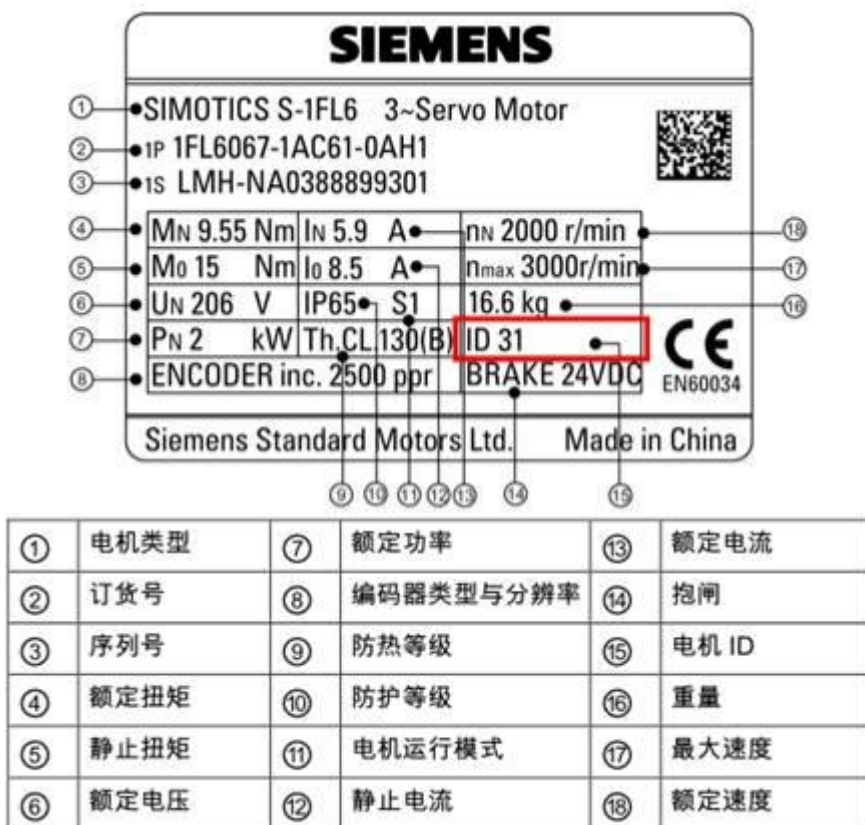 SIEMENS
① SIMOTICS S-1FL6 3~Servo Motor
② 1P 1FL6067-1AC61-0AH1
③ 1S LMH-NA0388899301
④ MN 9.55 Nm IN 5.9 A nN 2000 r/min ⑱
⑤ M0 15 Nm I0 8.5 A nmax 3000r/min ⑰
⑥ UN 206 V IP65 S1 16.6 kg ⑯
⑦ PN 2 kW Th.CL.130(B) ID 31
⑧ ENCODER inc. 2500 ppr BRAKE 24VDC
CE
EN60034
Siemens Standard Motors Ltd. Made in China
⑨ ⑩ ⑪ ⑫ ⑬ ⑭ ⑮
① 电机类型 ⑦ 额定功率 ⑬ 额定电流
② 订货号 ⑧ 编码器类型与分辨率 ⑭ 抱闸
③ 序列号 ⑨ 防热等级 ⑮ 电机 ID
④ 额定扭矩 ⑩ 防护等级 ⑯ 重量
⑤ 静止扭矩 ⑪ 电机运行模式 ⑰ 最大速度
⑥ 额定电压 ⑫ 静止电流 ⑱ 额定速度